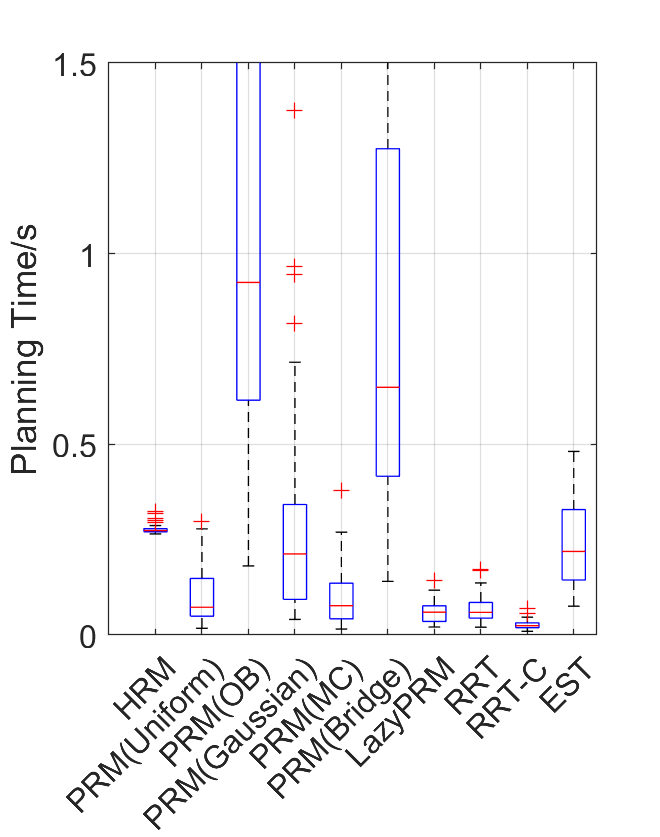 Planning Time/s
1.5
1
0.5
0
HRM
PRM(Uniform)
PRM(OB)
PRM(Gaussian)
PRM(MC)
PRM(Bridge)
LazyPRM
RRT
RRT-C
EST